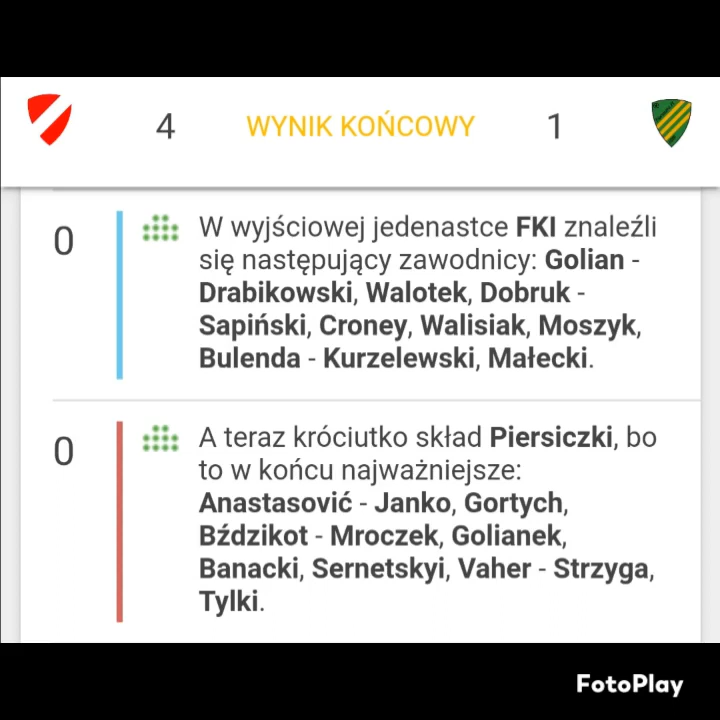 4 WYNIK KOŃCOWY 1
0
W wyjściowej jedenastce FKI znaleźli
się następujący zawodnicy: Golian -
Drabikowski, Walotek, Dobruk -
Sapiński, Croney, Walisiak, Moszyk,
Bulenda - Kurzelewski, Małecki.
0
A teraz króciutko skład Piersiczki, bo
to w końcu najważniejsze:
Anastasović - Janko, Gortych,
Bździkot - Mroczek, Golianek,
Banacki, Sernetskyi, Vaher - Strzyga,
Tylki.
FotoPlay